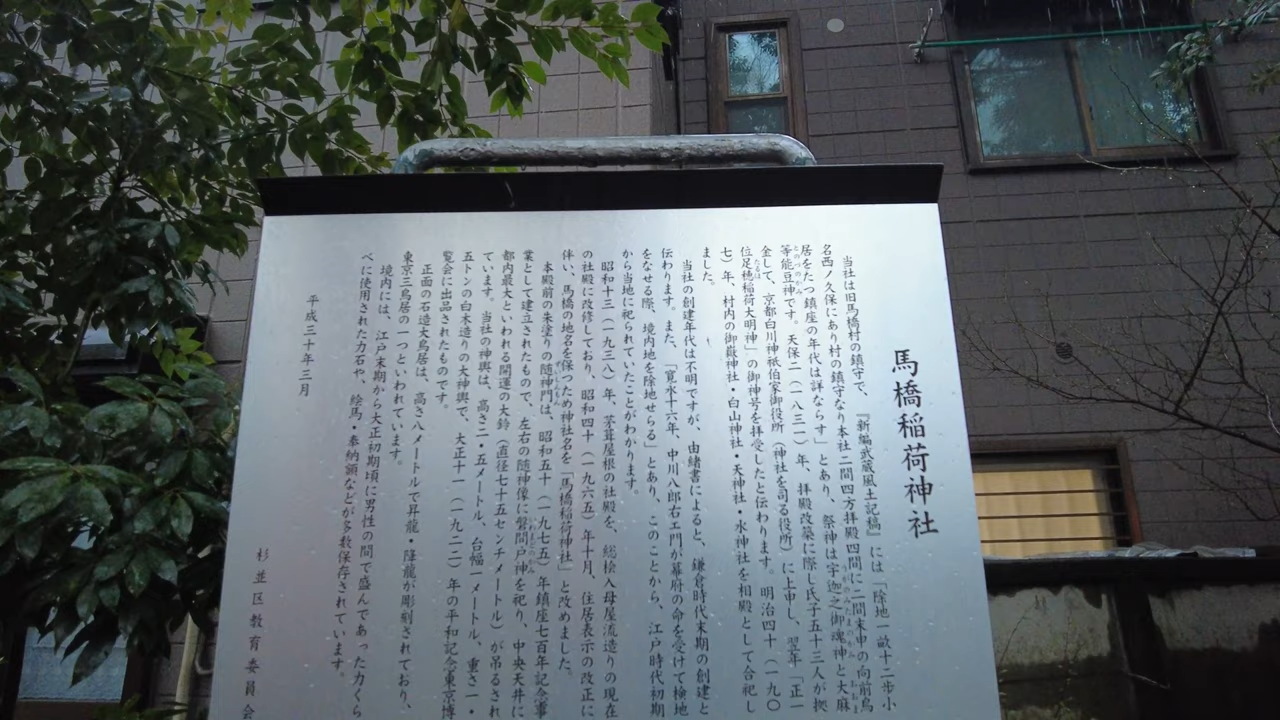 馬橋稲荷神社
当社は旧馬橋村の鎮守で、『新編武蔵風土記稿』には「除地一畝十二歩小
名西ノ久保にあり村の鎮守なり本社二間四方拝殿四間に二間末申の向前鳥
居をたつ鎮座の年代は詳ならす」とあり、祭神は宇迦之御魂神と大麻
等能豆神です。天保二(一八三一)年、拝殿改築に際し氏子五十三人が拠
金して、京都白川神祇伯家御役所(神社を司る役所)に上申し、翌年「正一
位足穂稲荷大明神」の御神号を拝受したと伝わります。明治四十(一九〇
七)年、村内の御嶽神社・白山神社・天神社・水神社を相殿として合祀し
ました。
当社の創建年代は不明ですが、由緒書によると、鎌倉時代末期の創建と
伝わります。また、「寛永十六年、中川八郎右エ門が幕府の命を受けて検地
をなせる際、境内地を除地せらる」とあり、このことから、江戸時代初期
から当地に祀られていたことがわかります。
昭和十三(一九三八)年、茅葺屋根の社殿を、総桧入母屋流造りの現在
の社殿に改修しており、昭和四十(一九六五)年十月、住居表示の改正に
伴い、馬橋の地名を保つため神社名を「馬橋稲荷神社」と改めました。
本殿前の朱塗りの随神門は、昭和五十(一九七五)年鎮座七百年記念事
業として建立されたもので、左右の随神像に磐間戸神を祀り、中央天井に
都内最大といわれる開運の大鈴(直径七十五センチメートル)が吊るされ
ています。当社の神輿は、高さ二・五メートル、台幅一メートル、重さ一・
五トンの白木造りの大神輿で、大正十一(一九二二)年の平和記念東京博
覧会に出品されたものです。
正面の石造大鳥居は、高さ八メートルで昇龍・降龍が彫刻されており、
東京三鳥居の一つといわれています。
境内には、江戸末期から大正初期頃に男性の間で盛んであった力くら
べに使用された力石や、絵馬・奉納額などが多数保存されています。
平成三十年三月
杉並区教育委員会